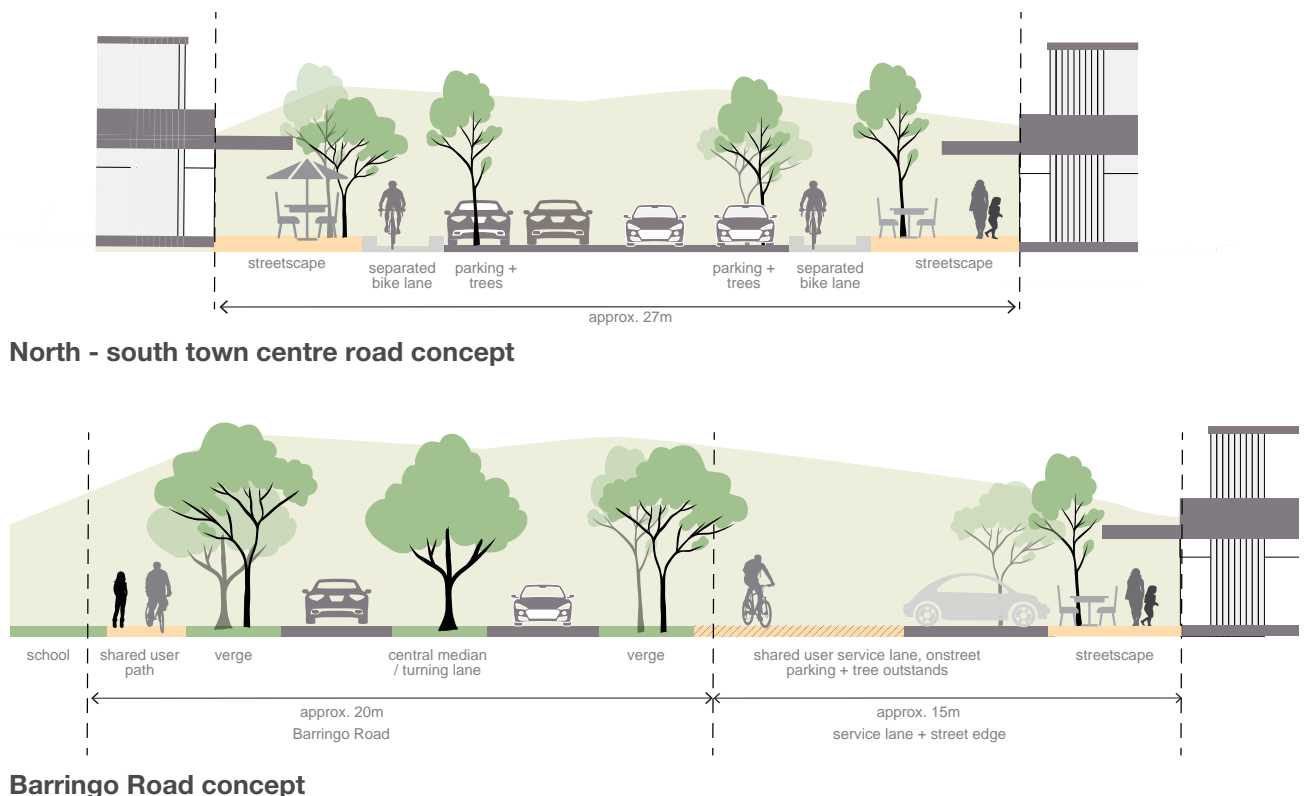 streetscape
separated
bike lane
parking +
trees
parking +
trees
separated
bike lane
streetscape
approx. 27m
North - south town centre road concept
school
shared user
path
verge
central median
/ turning lane
verge
shared user service lane, onstreet
parking + tree outstands
streetscape
approx. 20m
Barringo Road
approx. 15m
service lane + street edge
Barringo Road concept